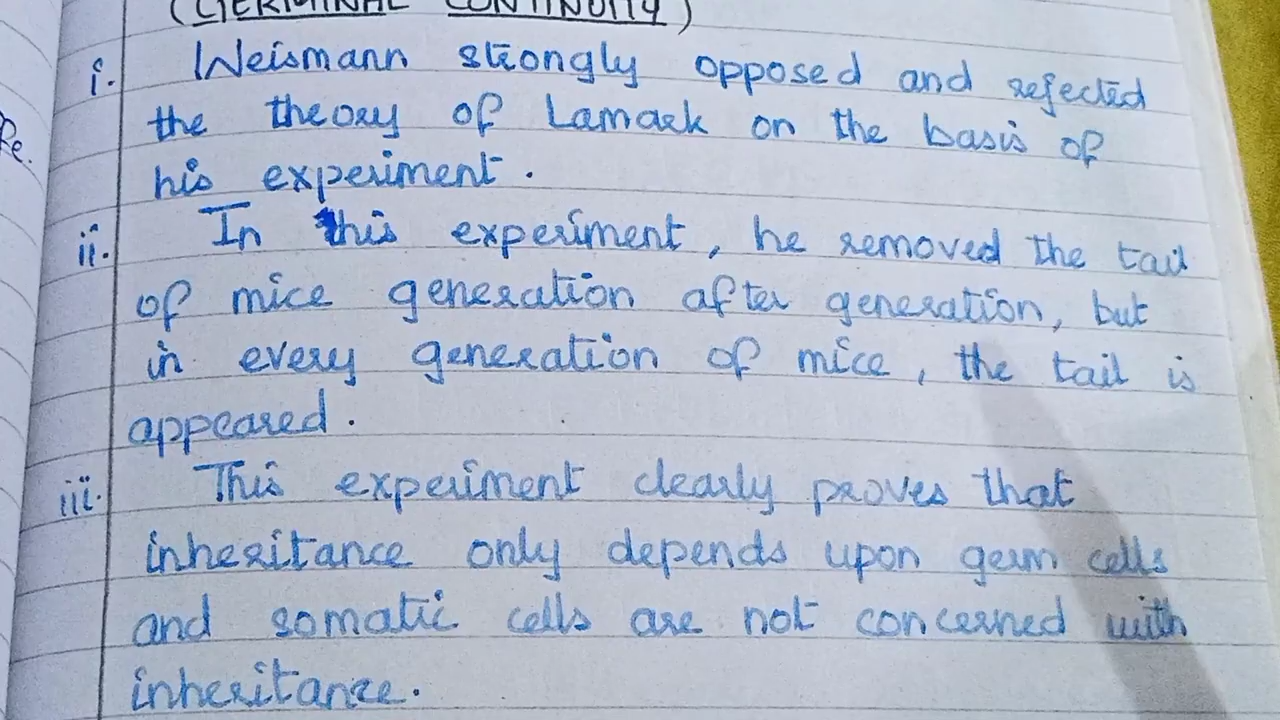 (GERMINAL CONTINUITY)
i. Weismann strongly opposed and rejected
the theory of Lamark on the basis of
his experiment.
ii. In this experiment, he removed the tail
of mice generation after generation, but
in every generation of mice, the tail is
appeared.
iii. This experiment clearly proves that
inheritance only depends upon germ cells
and somatic cells are not concerned with
inheritance.